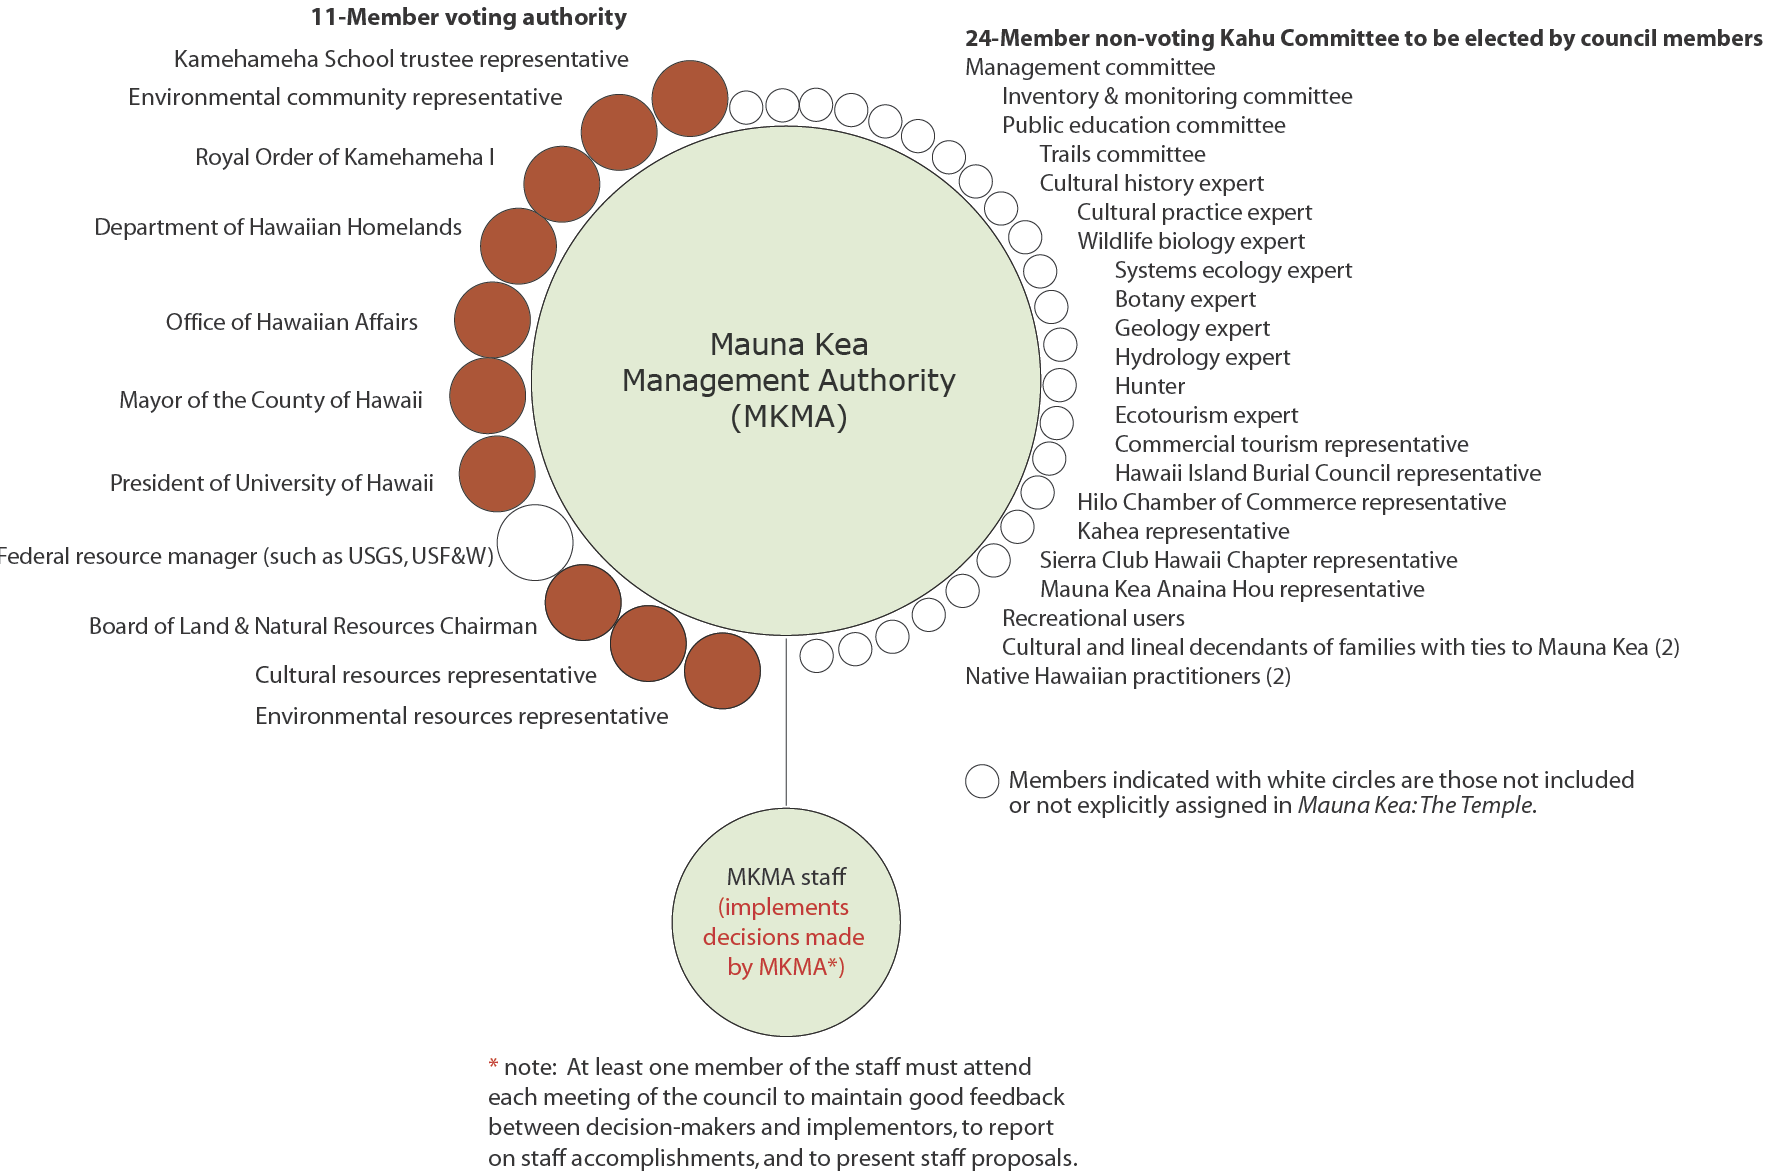 11-Member voting authority
Kamehameha School trustee representative
Environmental community representative
Royal Order of Kamehameha I
Department of Hawaiian Homelands
Office of Hawaiian Affairs
Mayor of the County of Hawaii
President of University of Hawaii
Federal resource manager (such as USGS, USF&W)
Board of Land & Natural Resources Chairman
Cultural resources representative
Environmental resources representative
Mauna Kea
Management Authority
(MKMA)
24-Member non-voting Kahu Committee to be elected by council members
Management committee
Inventory & monitoring committee
Public education committee
Trails committee
Cultural history expert
Cultural practice expert
Wildlife biology expert
Systems ecology expert
Botany expert
Geology expert
Hydrology expert
Hunter
Ecotourism expert
Commercial tourism representative
Hawaii Island Burial Council representative
Hilo Chamber of Commerce representative
Kahea representative
Sierra Club Hawaii Chapter representative
Mauna Kea Anaina Hou representative
Recreational users
Cultural and lineal decendants of families with ties to Mauna Kea (2)
Native Hawaiian practitioners (2)
Members indicated with white circles are those not included
or not explicitly assigned in Mauna Kea: The Temple.
MKMA staff
(implements
decisions made
by MKMA*)
* note: At least one member of the staff must attend
each meeting of the council to maintain good feedback
between decision-makers and implementors, to report
on staff accomplishments, and to present staff proposals.